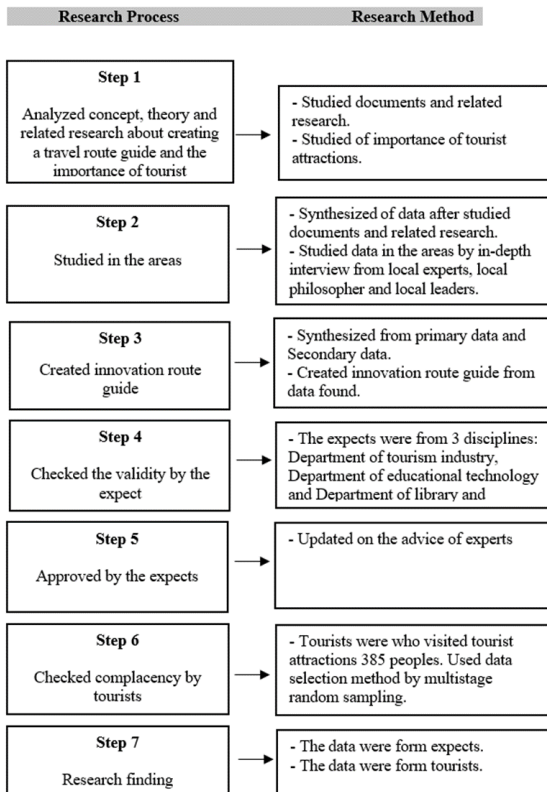 Research Process
Research Method
Step 1
Analyzed concept, theory and
related research about creating
a travel route guide and the
importance of tourist
- Studied documents and related
research.
- Studied of importance of tourist
attractions.
Step 2
Studied in the areas
- Synthesized of data after studied
documents and related research.
- Studied data in the areas by in-depth
interview from local experts, local
philosopher and local leaders.
Step 3
Created innovation route
guide
- Synthesized from primary data and
Secondary data.
- Created innovation route guide from
data found.
Step 4
Checked the validity by the
expect
- The expects were from 3 disciplines:
Department of tourism industry,
Department of educational technology
and Department of library and
Step 5
Approved by the expects
- Updated on the advice of experts
Step 6
Checked complacency by
tourists
- Tourists were who visited tourist
attractions 385 peoples. Used data
selection method by multistage
random sampling.
Step 7
Research finding
- The data were form expects.
- The data were form tourists.